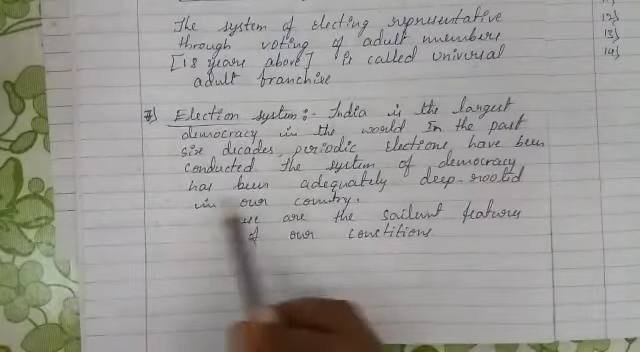 The system of electing representative
through voting of adult members
[18 years above] is called universal
adult franchise
7) Election system:- India is the largest
democracy in the world In the past
six decades, periodic elections have been
conducted. The system of democracy
has been adequately deep-rooted
in our country.
are the sailent features
of our constitions
12)
13)
14)